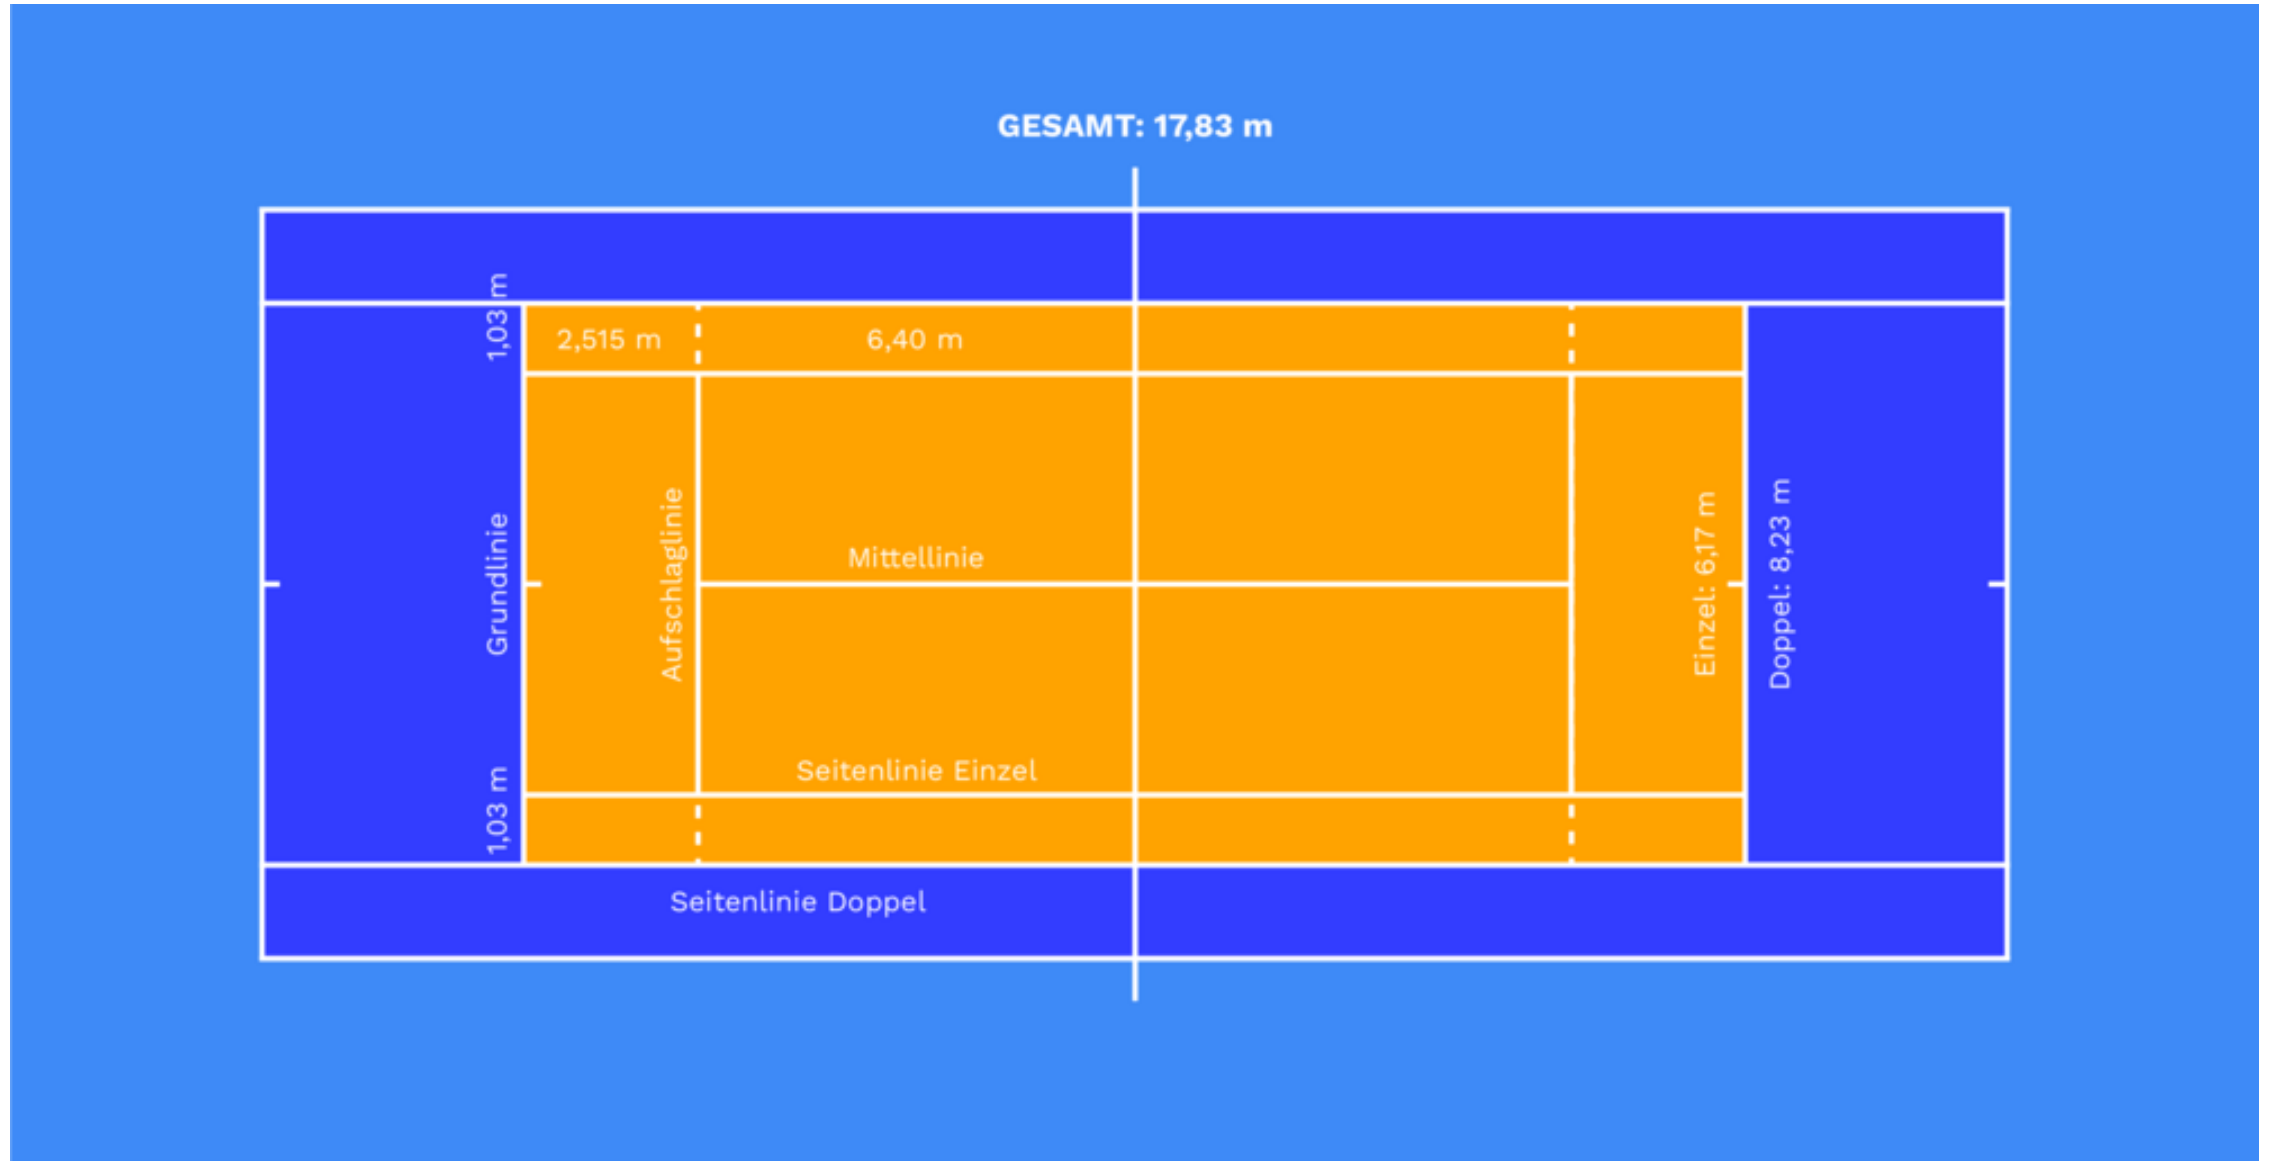 GESAMT: 17,83 m
1,03 m
2,515 m
6,40 m
Grundlinie
Aufschlaglinie
Mittellinie
Einzel: 6,17 m
Doppel: 8,23 m
Seitenlinie Einzel
1,03 m
Seitenlinie Doppel